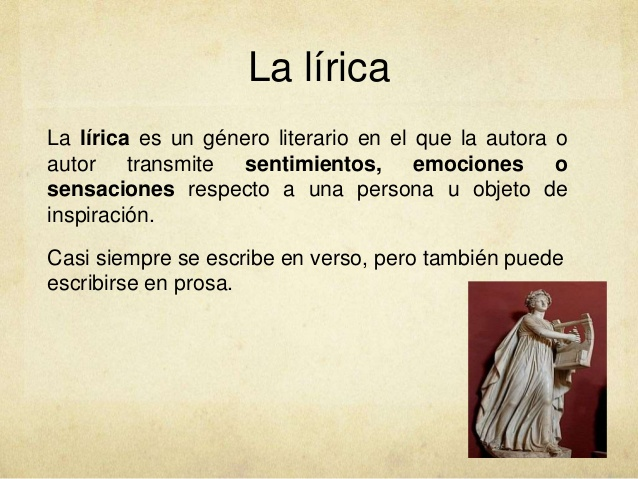 La lírica
La lírica es un género literario en el que la autora o
autor transmite sentimientos, emociones o
sensaciones respecto a una persona u objeto de
inspiración.
Casi siempre se escribe en verso, pero también puede
escribirse en prosa.